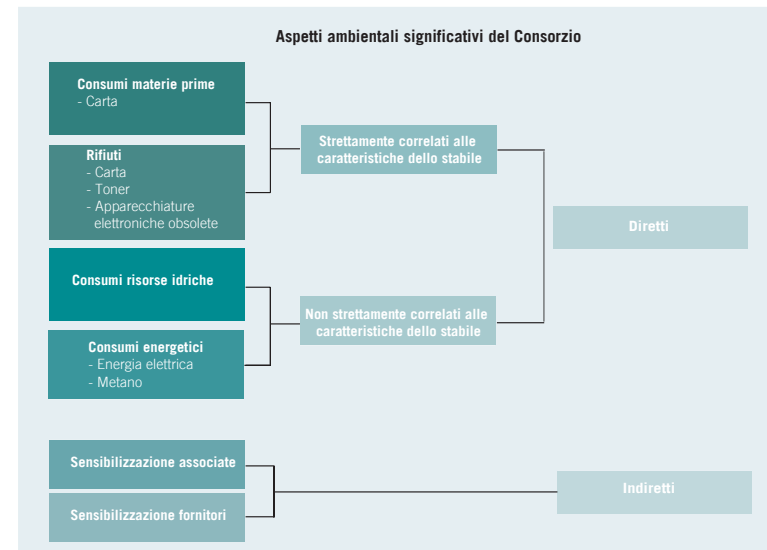 Aspetti ambientali significativi del Consorzio
Consumi materie prime
- Carta
Rifiuti
- Carta
- Toner
- Apparecchiature
elettroniche obsolete
Strettamente correlati alle
caratteristiche dello stabile
Diretti
Consumi risorse idriche
Consumi energetici
- Energia elettrica
- Metano
Non strettamente correlati alle
caratteristiche dello stabile
Sensibilizzazione associate
Sensibilizzazione fornitori
Indiretti